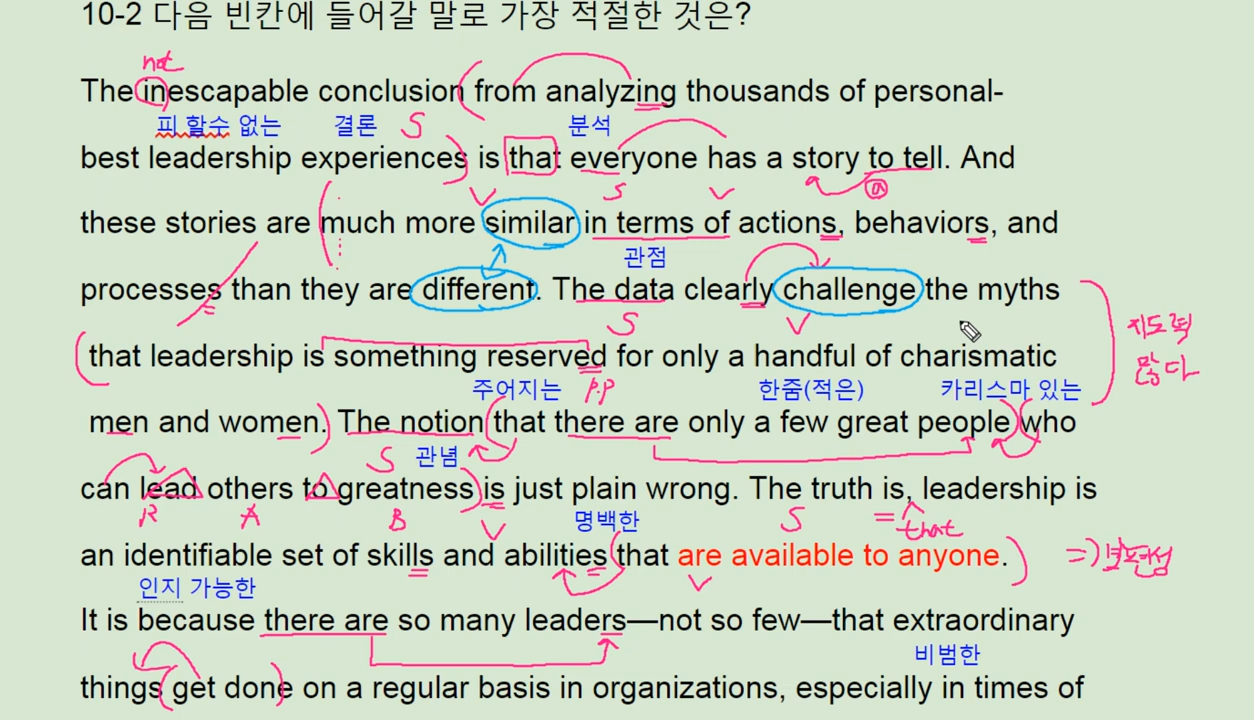 10-2 다음 빈칸에 들어갈 말로 가장 적절한 것은?
not
The inescapable conclusion from analyzing thousands of personal-
피 할수 없는 결론 S 분석
best leadership experiences is that everyone has a story to tell. And
V S V ⓐ
these stories are much more similar in terms of actions, behaviors, and
관점
processes than they are different. The data clearly challenge the myths
S V 지도력
that leadership is something reserved for only a handful of charismatic
많다
주어지는 p.p 한줌(적은) 카리스마 있는
men and women. The notion that there are only a few great people who
S 관념
can lead others to greatness is just plain wrong. The truth is, leadership is
R A B V 명백한 S = that
an identifiable set of skills and abilities that are available to anyone. =) 보편성
인지 가능한 V
It is because there are so many leaders—not so few—that extraordinary
비범한
things get done on a regular basis in organizations, especially in times of